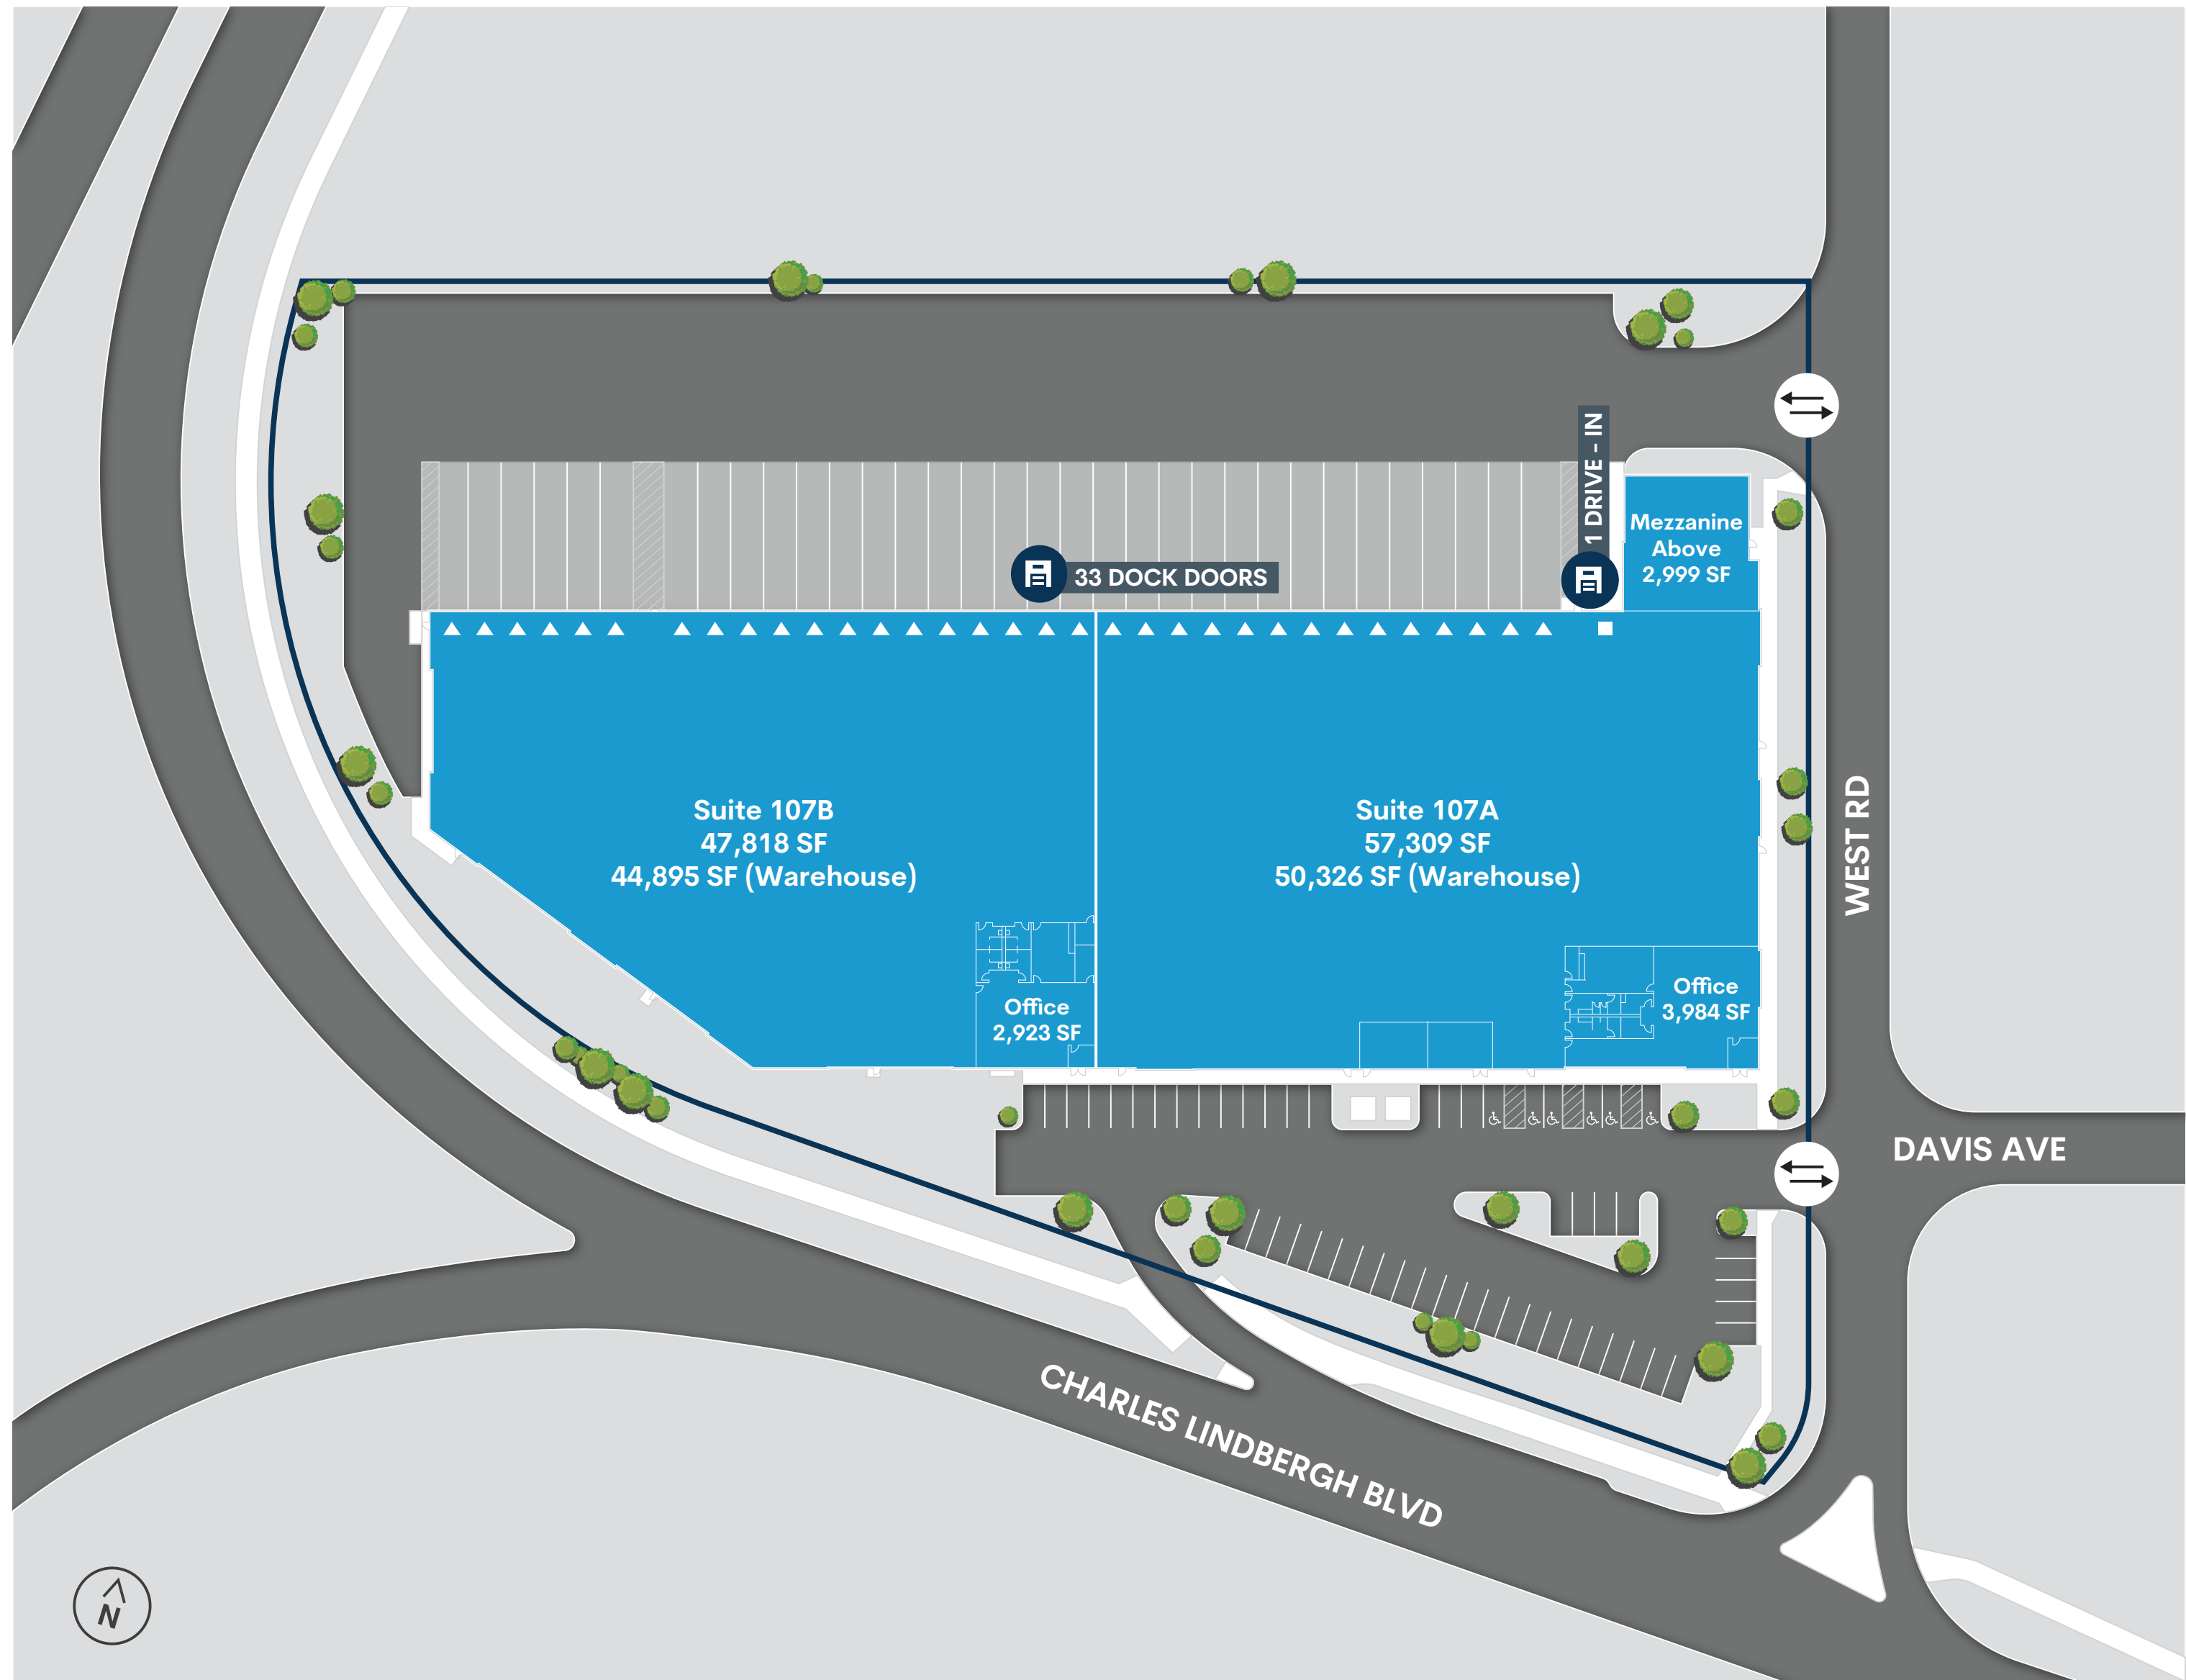 1 DRIVE - IN
Mezzanine
Above
2,999 SF
33 DOCK DOORS
Suite 107B
47,818 SF
44,895 SF (Warehouse)
Suite 107A
57,309 SF
50,326 SF (Warehouse)
WEST RD
Office
2,923 SF
Office
3,984 SF
DAVIS AVE
CHARLES LINDBERGH BLVD
N